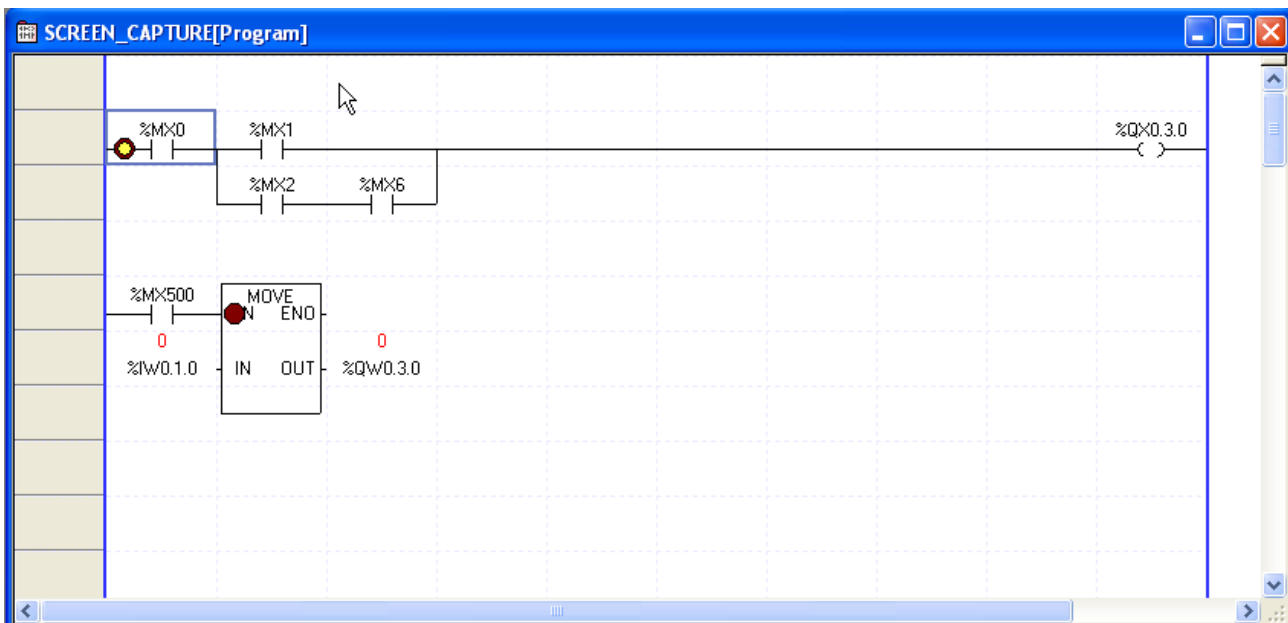 SCREEN_CAPTURE[Program]
%MX0 %MX1 %QX0.3.0
%MX2 %MX6
%MX500 MOVE
N ENO
0 0
%IW0.1.0 IN OUT %QW0.3.0